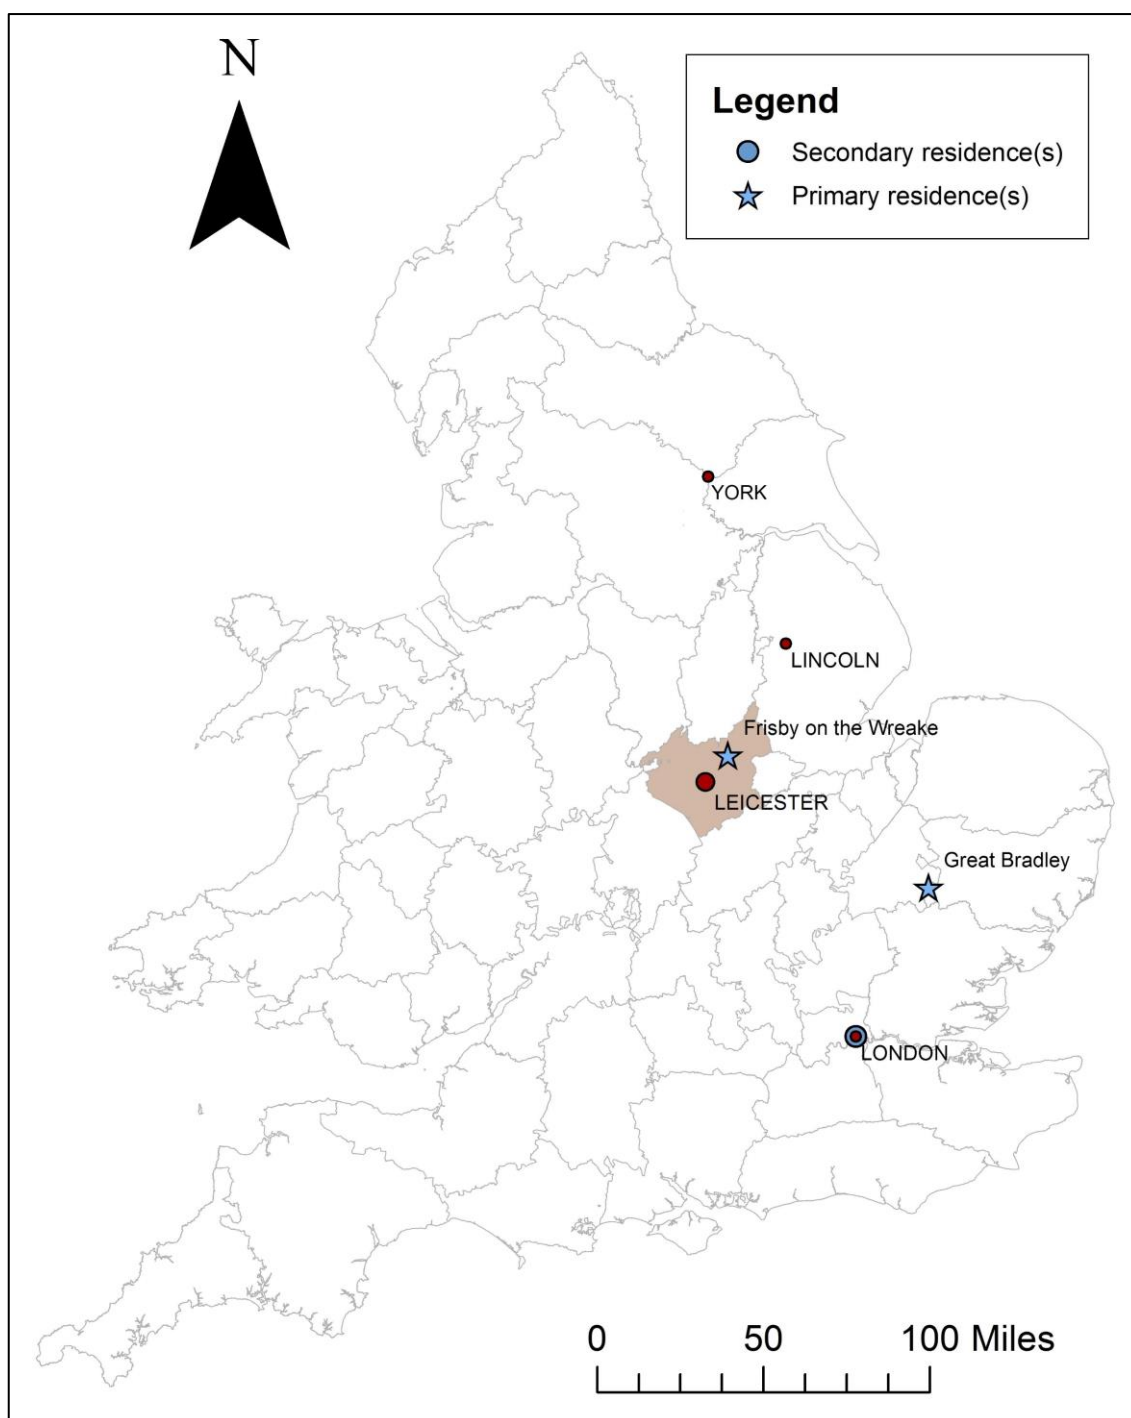 N
Legend
Secondary residence(s)
Primary residence(s)
YORK
LINCOLN
Frisby on the Wreake
LEICESTER
Great Bradley
LONDON
0 50 100 Miles